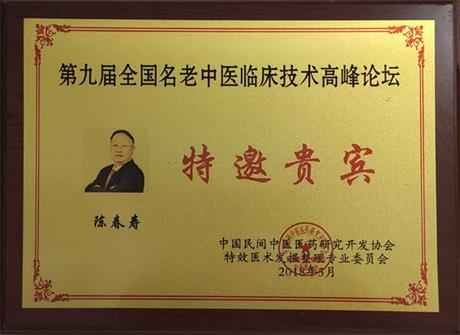 第九届全国名老中医临床技术高峰论坛
特邀贵宾
陈春寿
中国民间中医医药研究开发协会
特效医术发掘整理专业委员会
2018年5月